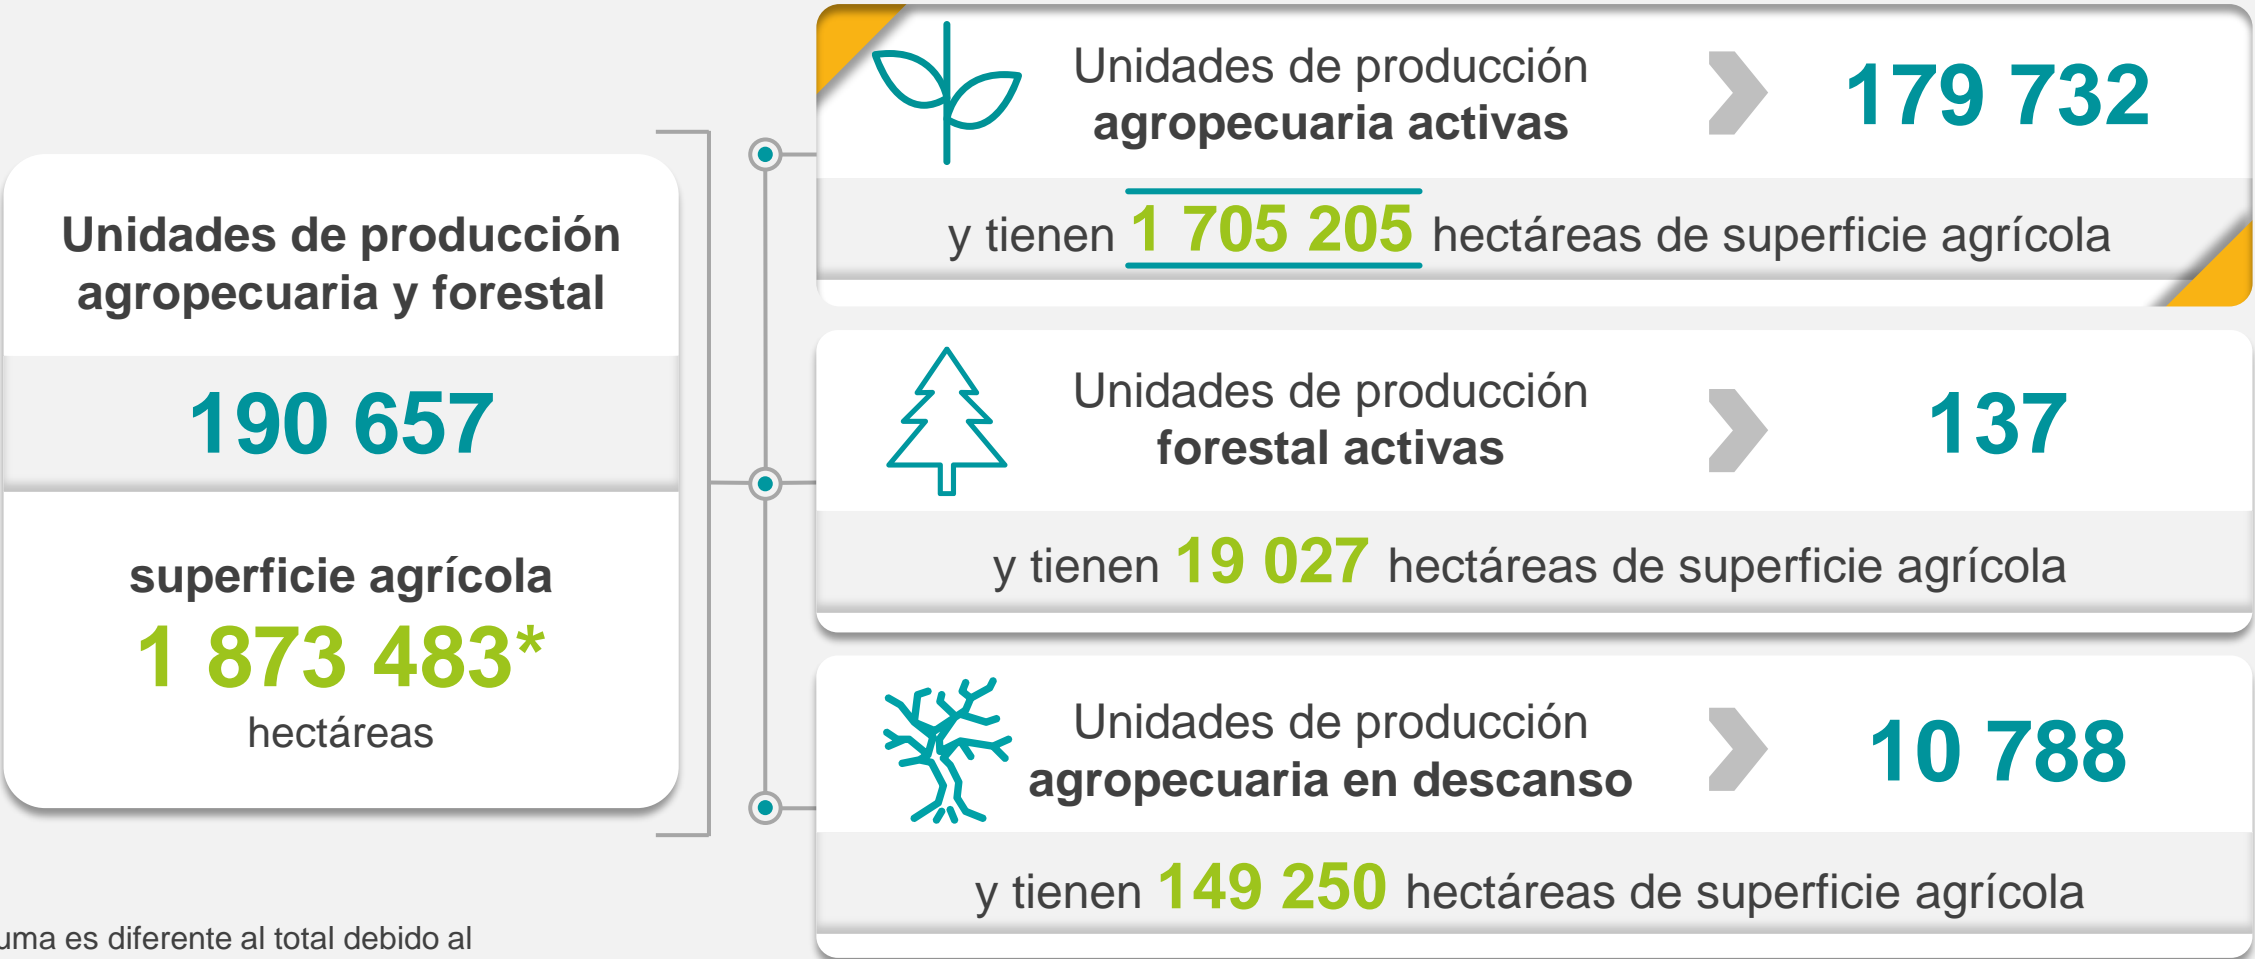 Unidades de producción
agropecuaria y forestal
190 657
superficie agrícola
1 873 483*
hectáreas
Unidades de producción
agropecuaria activas
179 732
y tienen 1 705 205 hectáreas de superficie agrícola
Unidades de producción
forestal activas
137
y tienen 19 027 hectáreas de superficie agrícola
Unidades de producción
agropecuaria en descanso
10 788
y tienen 149 250 hectáreas de superficie agrícola
es diferente al total debido al